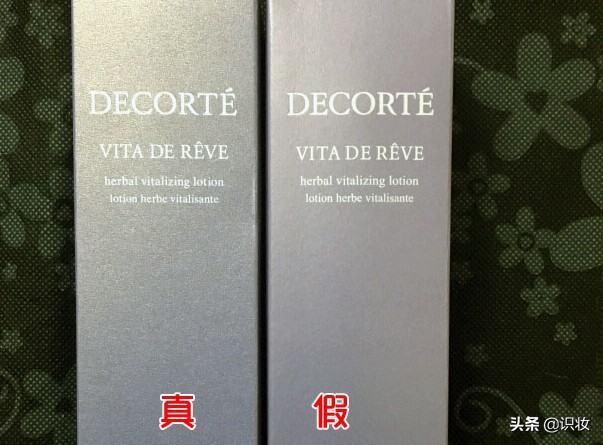 DECORTÉ
VITA DE RÊVE
herbal vitalizing lotion
lotion herbe vitalisante
真
DECORTÉ
VITA DE RÊVE
herbal vitalizing lotion
lotion herbe vitalisante
假
头条 @识妆